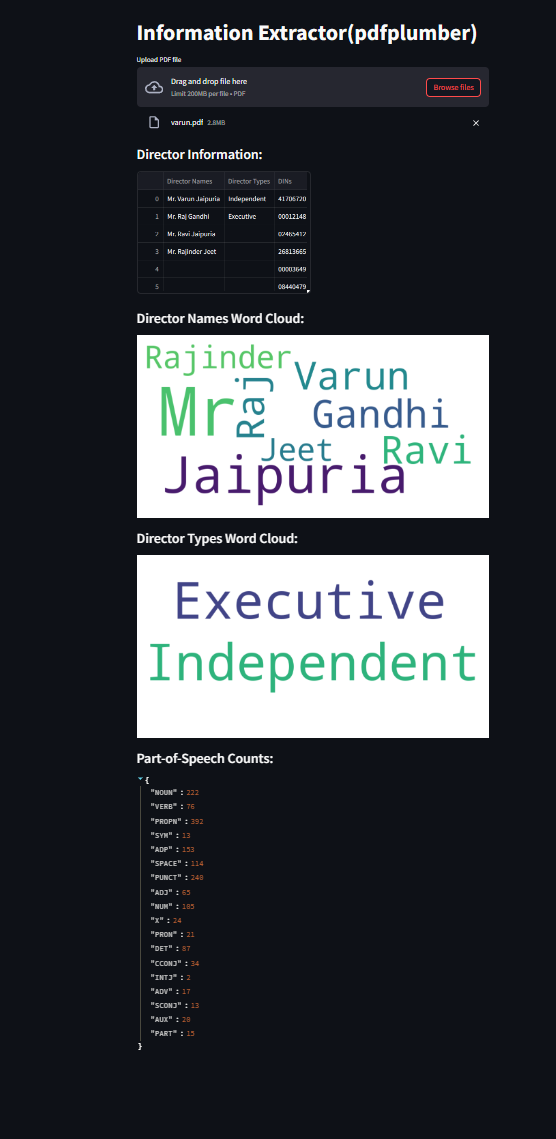 Information Extractor(pdfplumber)
Upload PDF file
Drag and drop file here
Limit 200MB per file • PDF
Browse files
varun.pdf 2.8MB
Director Information:
Director Names Director Types DINs
0 Mr. Varun Jaipuria Independent 41706720
1 Mr. Raj Gandhi Executive 00012148
2 Mr. Ravi Jaipuria 02465412
3 Mr. Rajinder Jeet 26813665
4 00003649
5 08440479
Director Names Word Cloud:
Rajinder
Mr
Raj
Varun
Gandhi
Jeet
Ravi
Jaipuria
Director Types Word Cloud:
Executive
Independent
Part-of-Speech Counts:
{
"NOUN" : 222
"VERB" : 76
"PROPN" : 392
"SYM" : 13
"ADP" : 153
"SPACE" : 114
"PUNCT" : 240
"ADJ" : 65
"NUM" : 105
"X" : 24
"PRON" : 21
"DET" : 87
"CCONJ" : 34
"INTJ" : 2
"ADV" : 17
"SCONJ" : 13
"AUX" : 20
"PART" : 15
}